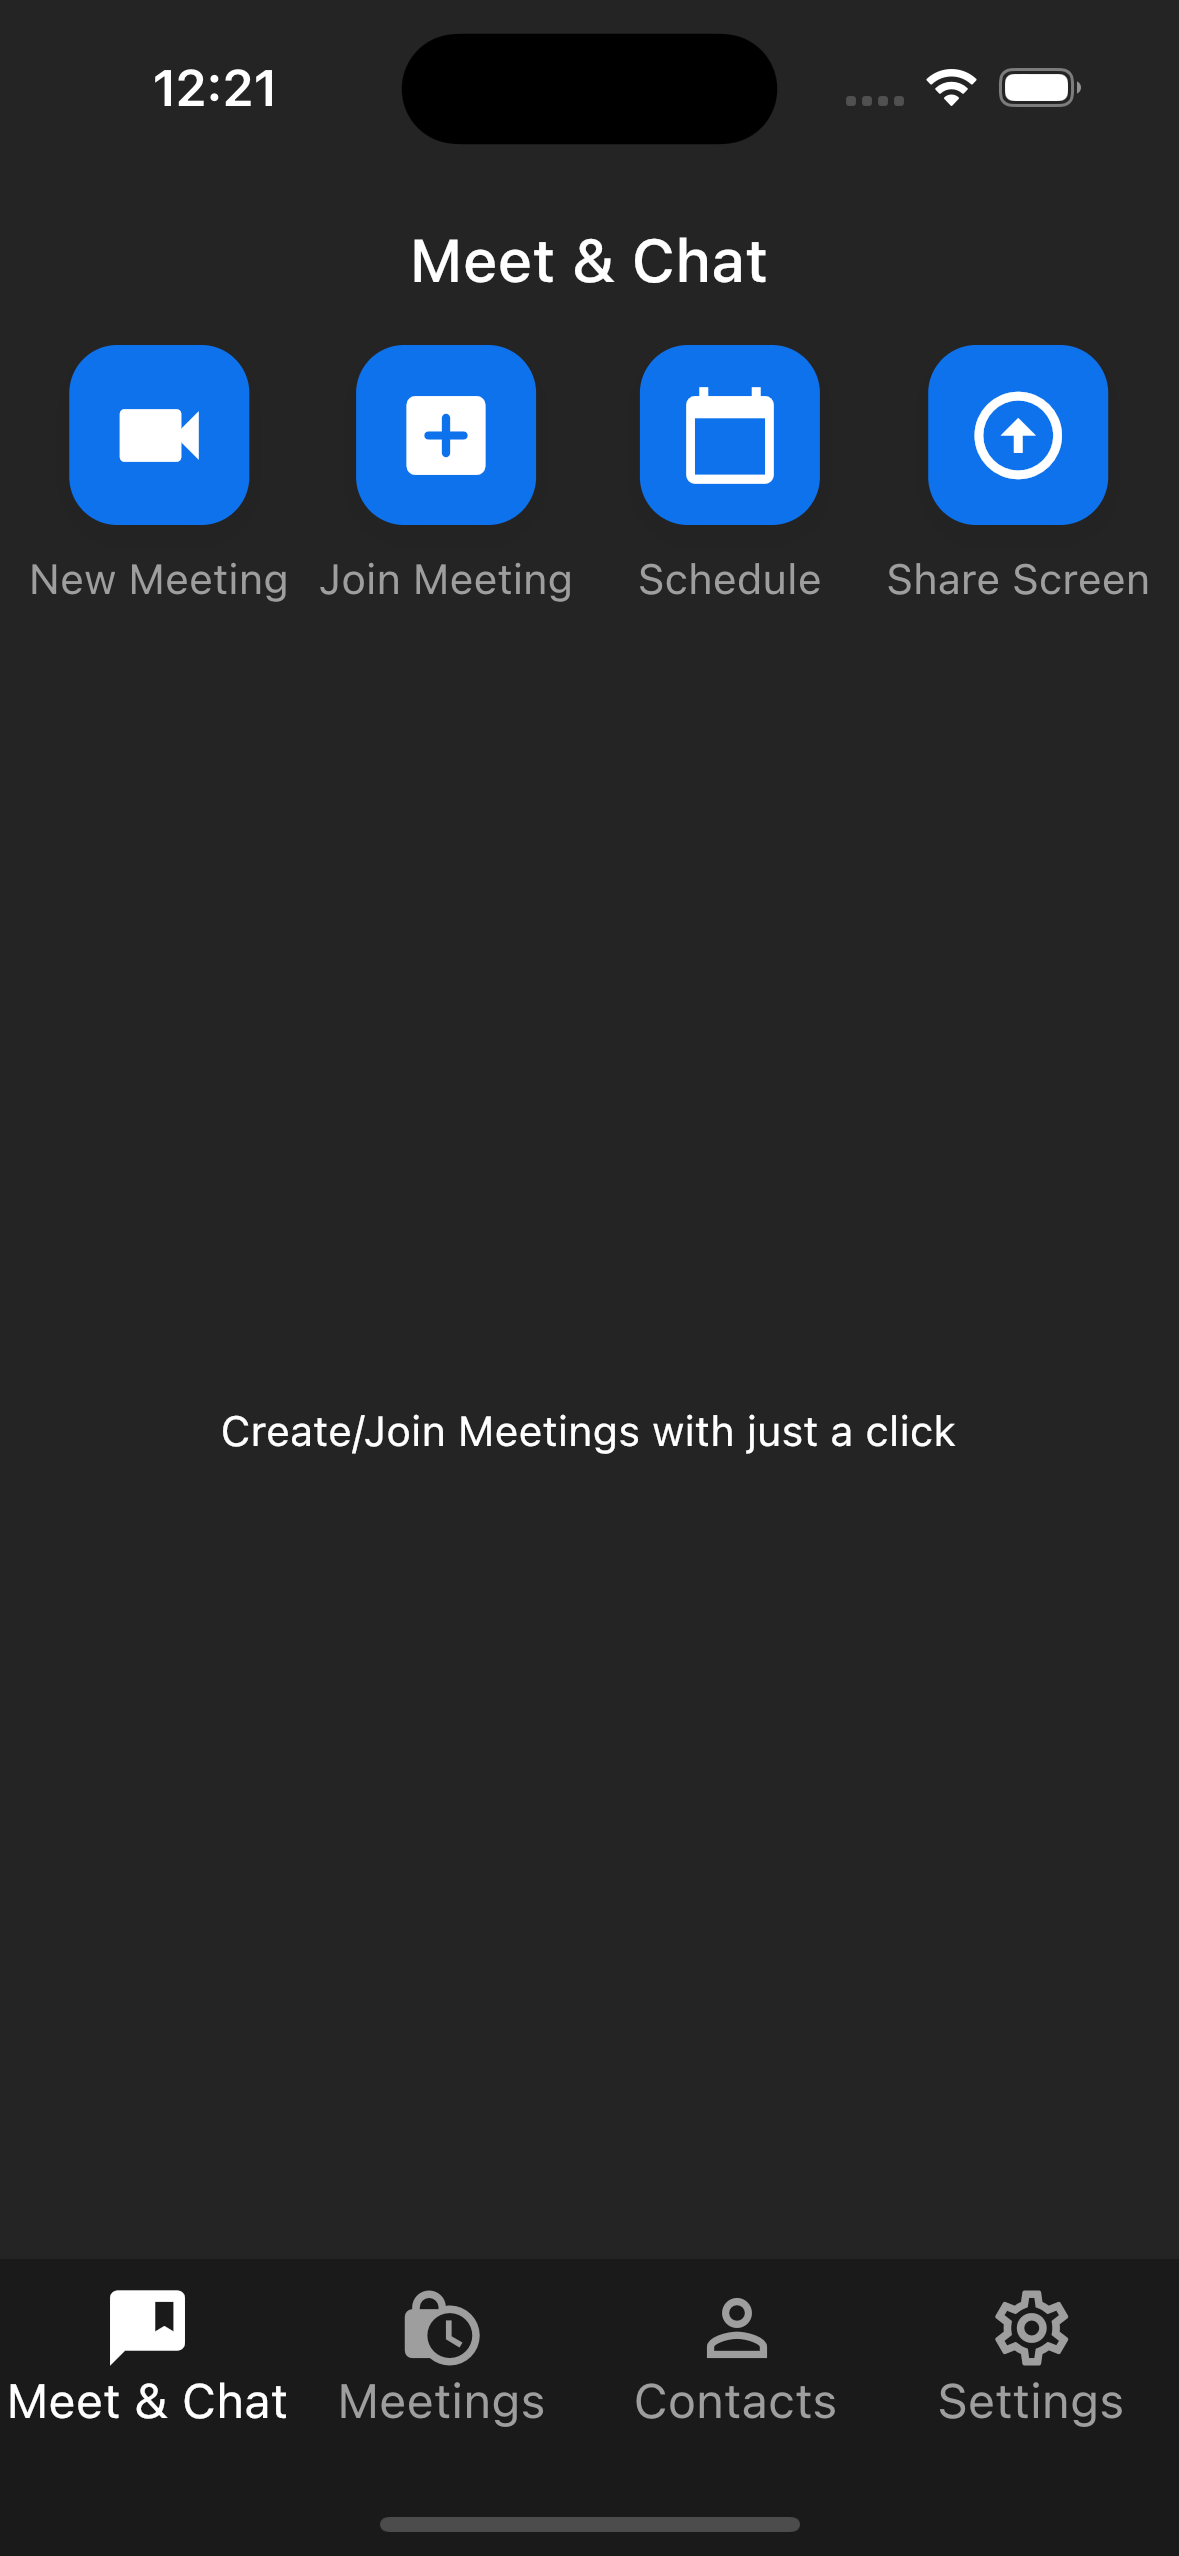 12:21
Meet & Chat
New Meeting
Join Meeting
Schedule
Share Screen
Create/Join Meetings with just a click
Meet & Chat
Meetings
Contacts
Settings